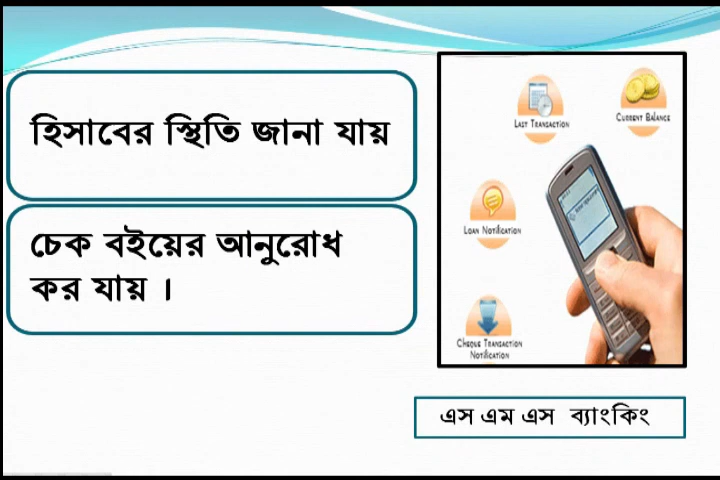 হিসাবের স্থিতি জানা যায়
চেক বইয়ের আনুরোধ
কর যায় ।
LAST TRANSACTION
CURRENT BALANCE
LOAN NOTIFICATION
CHEQUE TRANSACTION
NOTIFICATION
এস এম এস ব্যাংকিং